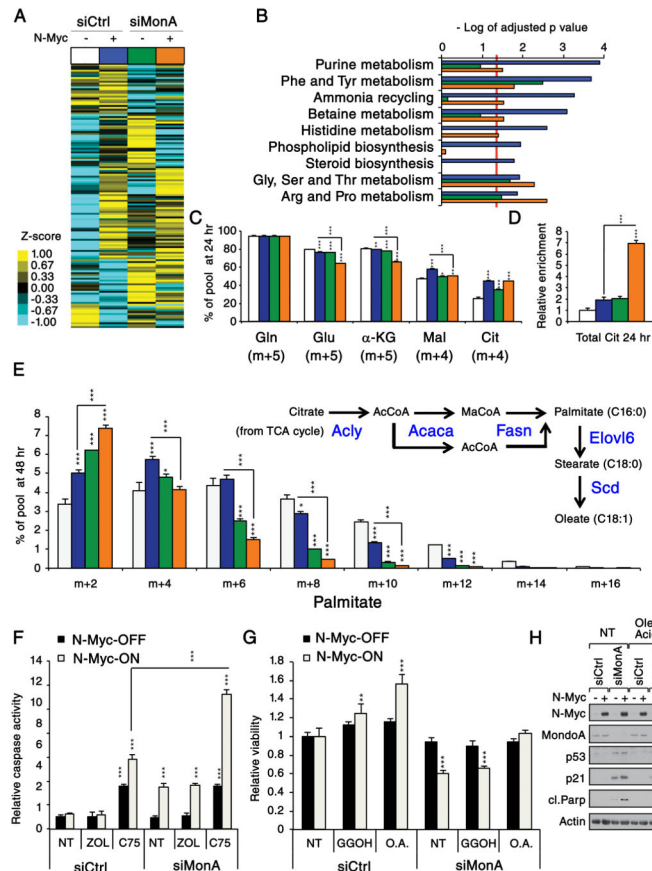 A
siCtrl siMonA
N-Myc - + - +
Z-score
1.00
0.67
0.33
0.00
-0.33
-0.67
-1.00
B
- Log of adjusted p value
0 1 2 3 4
Purine metabolism
Phe and Tyr metabolism
Ammonia recycling
Betaine metabolism
Histidine metabolism
Phospholipid biosynthesis
Steroid biosynthesis
Gly, Ser and Thr metabolism
Arg and Pro metabolism
C
% of pool at 24 hr
100
80
60
40
20
0
Gln Glu α-KG Mal Cit
(m+5) (m+5) (m+5) (m+4) (m+4)
D
Relative enrichment
8
7
6
5
4
3
2
1
0
Total Cit 24 hr
E
% of pool at 48 hr
8
7
6
5
4
3
2
1
0
m+2 m+4 m+6 m+8 m+10 m+12 m+14 m+16
Palmitate
Citrate AcCoA MaCoA Palmitate (C16:0)
(from TCA cycle) Acly Acaca Fasn
AcCoA
Elovl6
Stearate (C18:0)
Scd
Oleate (C18:1)
F
N-Myc-OFF
N-Myc-ON
Relative caspase activity
14
12
10
8
6
4
2
0
NT ZOL C75 NT ZOL C75
siCtrl siMonA
G
N-Myc-OFF
N-Myc-ON
Relative viability
1.8
1.6
1.4
1.2
1
0.8
0.6
0.4
0.2
0
NT GGOH O.A. NT GGOH O.A.
siCtrl siMonA
H
NT
siCtrl siMonA siCtrl
N-Myc - + - + - +
N-Myc
MondoA
p53
p21
cl.Parp
Actin